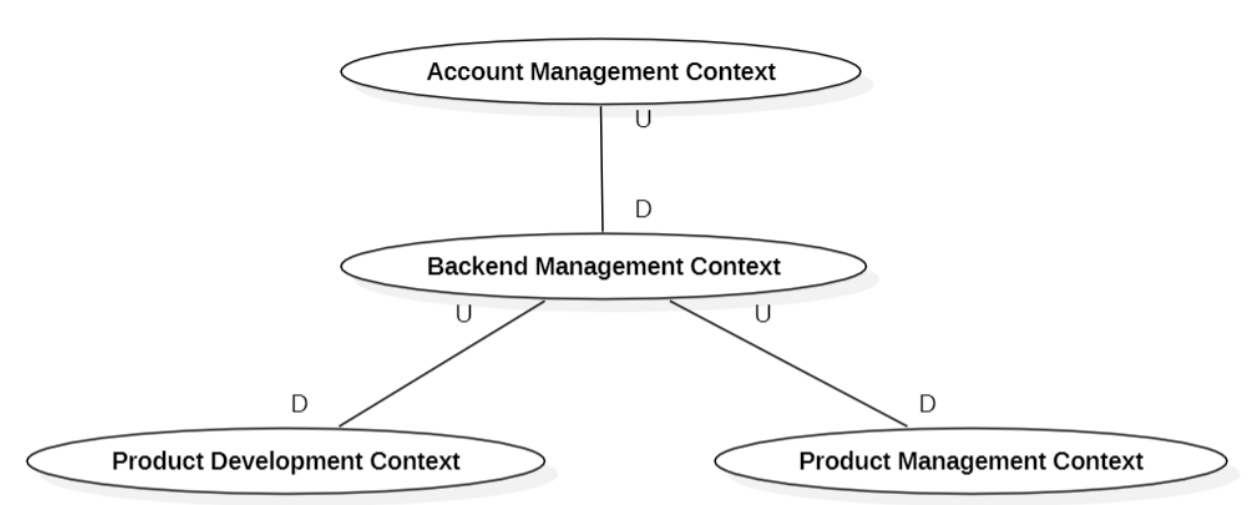 Account Management Context
U
D
Backend Management Context
U U
D D
Product Development Context Product Management Context